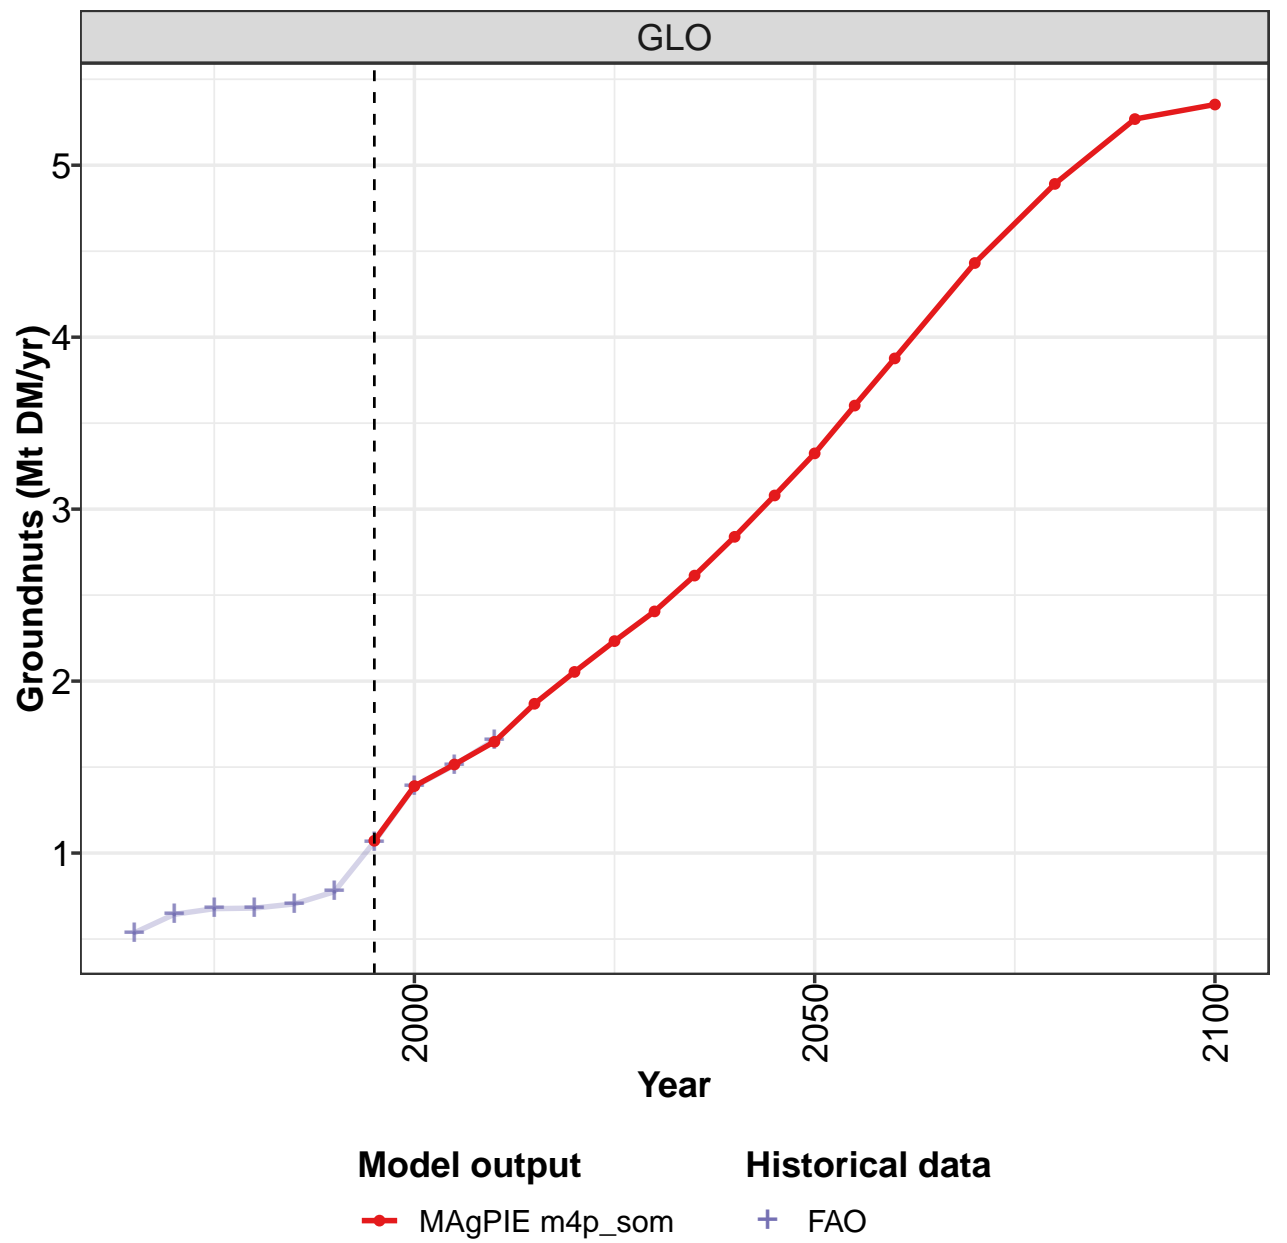 GLO
Groundnuts (Mt DM/yr)
5
4
3
2
1
2000
2050
2100
Year
Model output
Historical data
MAgPIE m4p_som
FAO